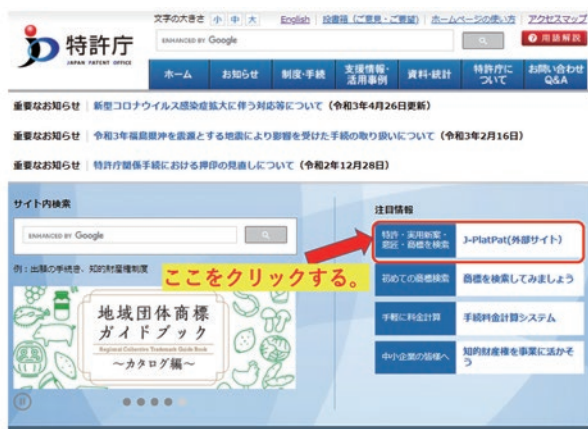 文字の大きさ 小 中 大 English 投書箱（ご意見・ご要望） ホームページの使い方 アクセスマップ
特許庁
JAPAN PATENT OFFICE
ENHANCED BY Google
? 用語解説
ホーム お知らせ 制度・手続 支援情報・活用事例 資料・統計 特許庁について お問い合わせ Q&A
重要なお知らせ 新型コロナウイルス感染症拡大に伴う対応等について（令和3年4月26日更新）
重要なお知らせ 令和3年福島県沖を震源とする地震により影響を受けた手続の取り扱いについて（令和3年2月16日）
重要なお知らせ 特許庁関係手続における押印の見直しについて（令和2年12月28日）
サイト内検索
ENHANCED BY Google
例：出願の手続き、知的財産権制度
ここをクリックする。
地域団体商標
ガイドブック
Regional Collective Trademark Guide Book
～カタログ編～
注目情報
特許・実用新案・
意匠・商標を検索
J-PlatPat(外部サイト)
初めての商標検索 商標を検索してみましょう
手軽に料金計算 手続料金計算システム
中小企業の皆様へ 知的財産権を事業に活かそ
う